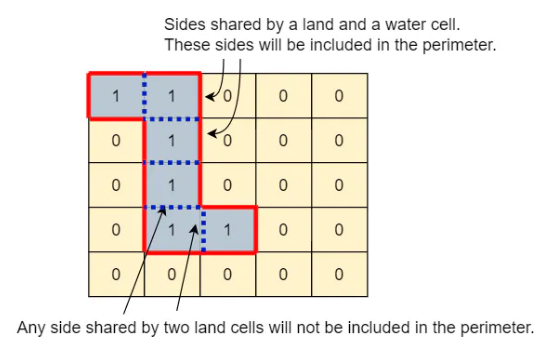 Sides shared by a land and a water cell.
These sides will be included in the perimeter.
1 1 0 0 0
0 1 0 0 0
0 1 0 0 0
0 1 1 0 0
0 0 0 0 0
Any side shared by two land cells will not be included in the perimeter.